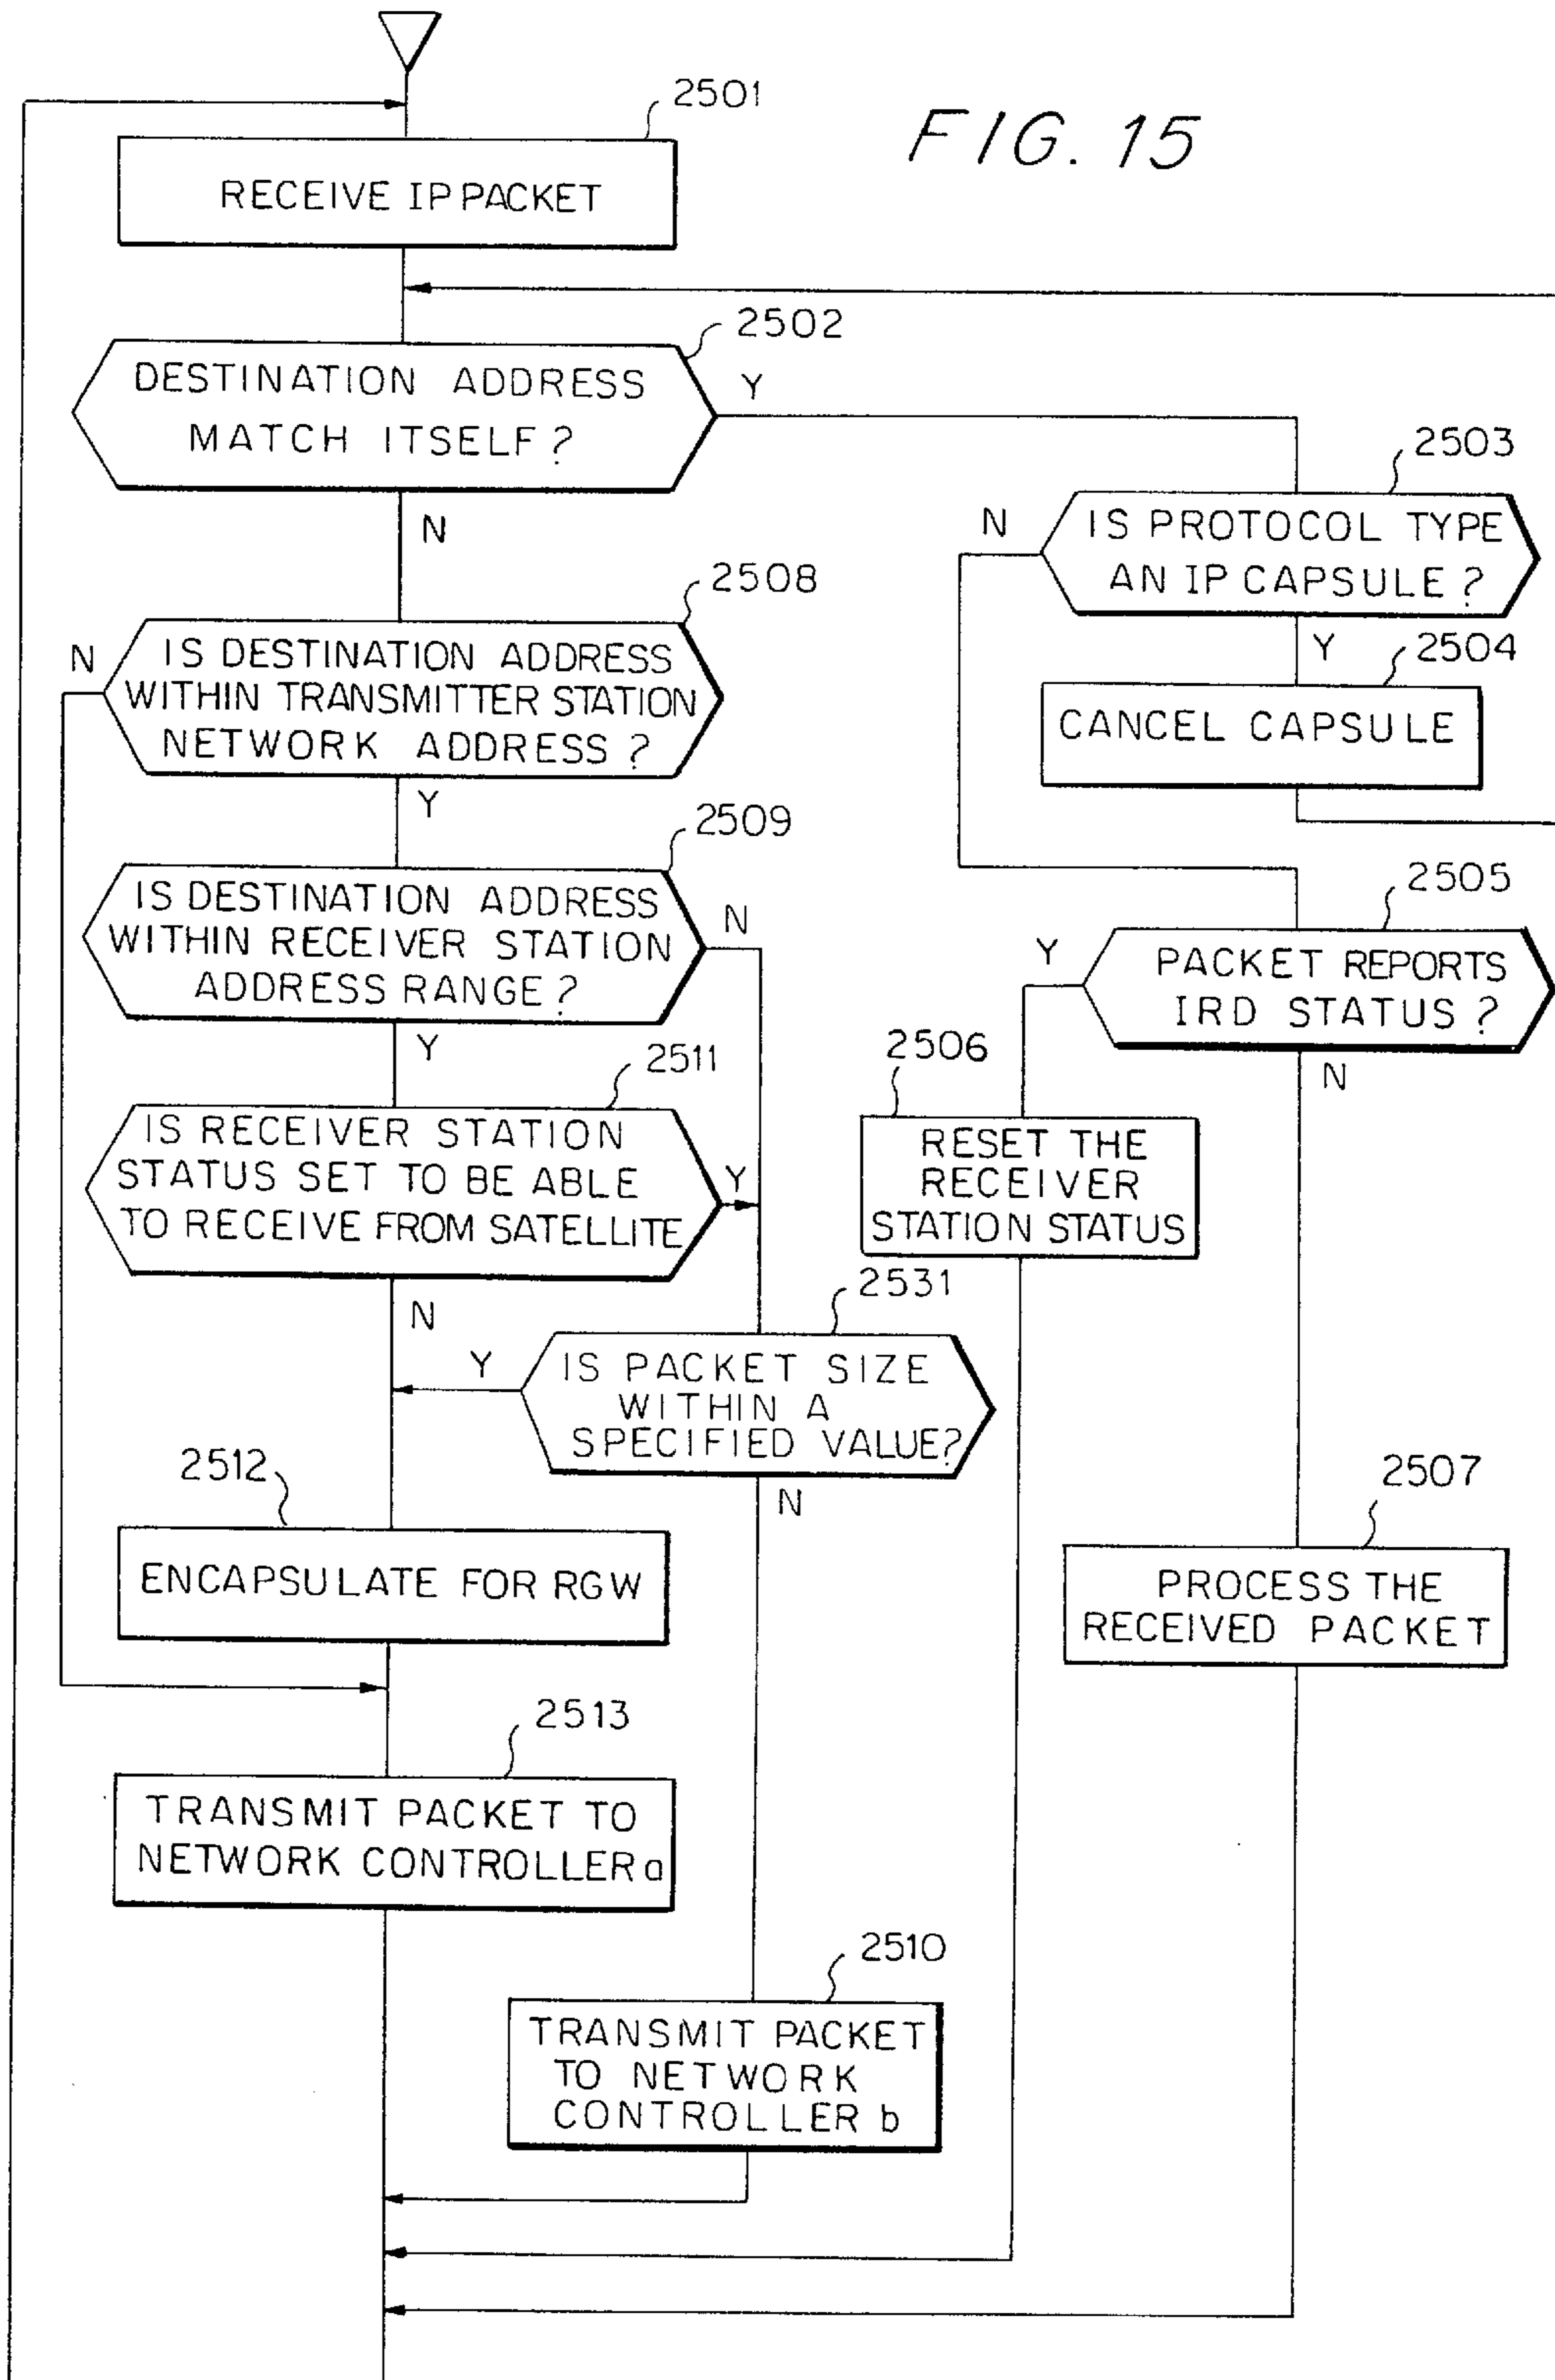 FIG. 15
2501
RECEIVE IP PACKET
2502
DESTINATION ADDRESS
MATCH ITSELF?
Y
N
2503
IS PROTOCOL TYPE
AN IP CAPSULE?
N
Y
2504
CANCEL CAPSULE
2508
IS DESTINATION ADDRESS
WITHIN TRANSMITTER STATION
NETWORK ADDRESS?
N
Y
2509
IS DESTINATION ADDRESS
WITHIN RECEIVER STATION
ADDRESS RANGE?
N
Y
2505
PACKET REPORTS
IRD STATUS?
Y
N
2511
IS RECEIVER STATION
STATUS SET TO BE ABLE
TO RECEIVE FROM SATELLITE
Y
N
2506
RESET THE
RECEIVER
STATION STATUS
2531
IS PACKET SIZE
WITHIN A
SPECIFIED VALUE?
Y
N
2512
ENCAPSULATE FOR RGW
2507
PROCESS THE
RECEIVED PACKET
2513
TRANSMIT PACKET TO
NETWORK CONTROLLER a
2510
TRANSMIT PACKET
TO NETWORK
CONTROLLER b